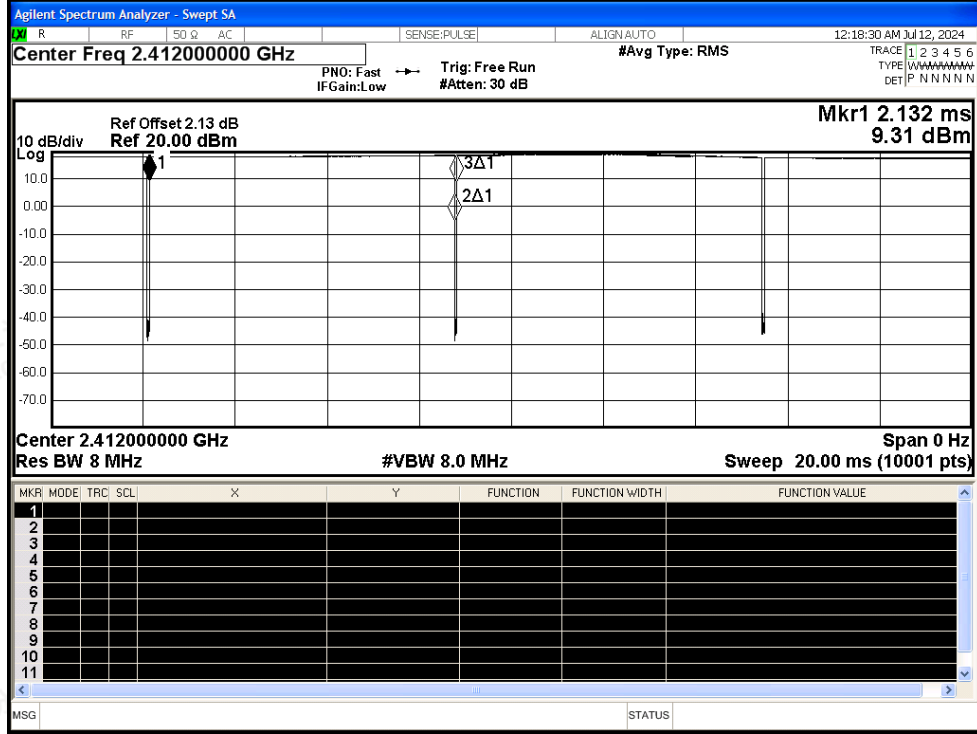 Agilent Spectrum Analyzer - Swept SA
LXI R RF 50 Ω AC SENSE:PULSE ALIGN AUTO 12:18:30 AM Jul 12, 2024
Center Freq 2.412000000 GHz #Avg Type: RMS TRACE 1 2 3 4 5 6
PNO: Fast Trig: Free Run TYPE WWWWWW
IFGain:Low #Atten: 30 dB DET P N N N N N
Mkr1 2.132 ms
Ref Offset 2.13 dB
10 dB/div Ref 20.00 dBm 9.31 dBm
Log
1 3Δ1
10.0
2Δ1
0.00
-10.0
-20.0
-30.0
-40.0
-50.0
-60.0
-70.0
Center 2.412000000 GHz Span 0 Hz
Res BW 8 MHz #VBW 8.0 MHz Sweep 20.00 ms (10001 pts)
MKR MODE TRC SCL X Y FUNCTION FUNCTION WIDTH FUNCTION VALUE
1
2
3
4
5
6
7
8
9
10
11
MSG STATUS